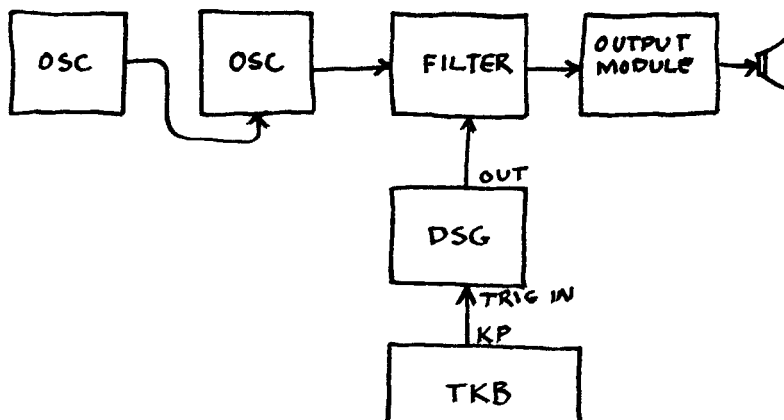 OSC
OSC
FILTER
OUTPUT
MODULE
OUT
DSG
TRIG IN
KP
TKB